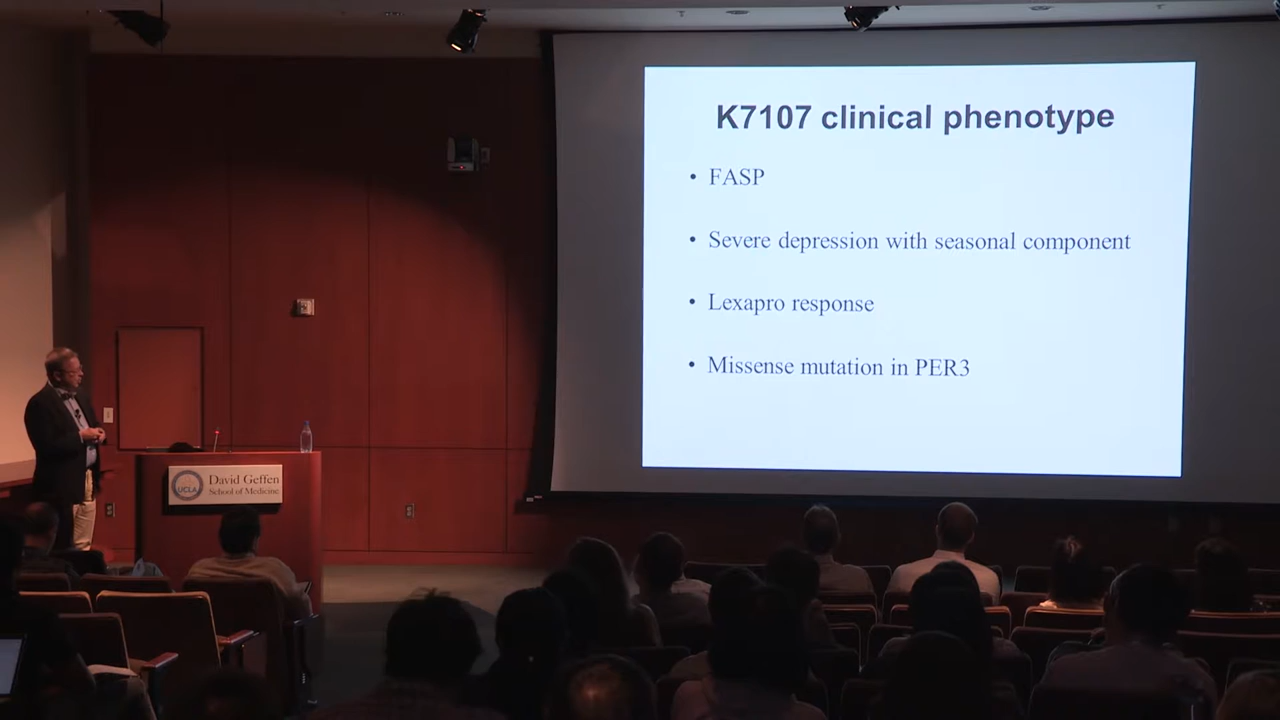 K7107 clinical phenotype
• FASP
• Severe depression with seasonal component
• Lexapro response
• Missense mutation in PER3
UCLA
David Geffen
School of Medicine